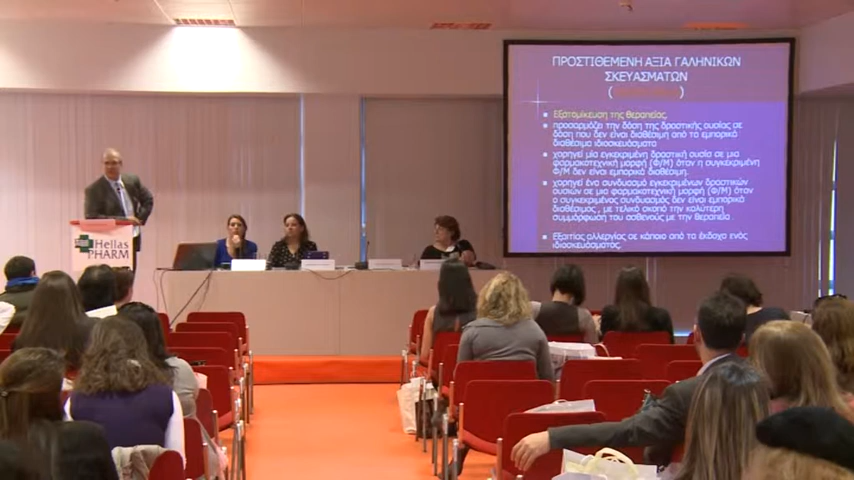 Hellas
PHARM
ΠΡΟΣΤΙΘΕΜΕΝΗ ΑΞΙΑ ΓΑΛΗΝΙΚΩΝ
ΣΚΕΥΑΣΜΑΤΩΝ
Εξατομίκευση της θεραπείας.
προσαρμόζει την δόση της δραστικής ουσίας σε
δόση που δεν είναι διαθέσιμη από τα εμπορικά
διαθέσιμα ιδιοσκευάσματα
χορηγεί μία εγκεκριμένη δραστική ουσία σε μια
φαρμακοτεχνική μορφή (Φ/Μ) όταν η συγκεκριμένη
Φ/Μ δεν είναι εμπορικά διαθέσιμη.
χορηγεί ένα συνδυασμό εγκεκριμένων δραστικών
ουσιών σε μια φαρμακοτεχνική μορφή (Φ/Μ) όταν
ο συγκεκριμένος συνδυασμός δεν είναι εμπορικά
διαθέσιμος , με τελικό σκοπό την καλύτερη
συμμόρφωση του ασθενούς με την θεραπεία .
Εξαιτίας αλλεργίας σε κάποιο από τα έκδοχα ενός
ιδιοσκευάσματος.